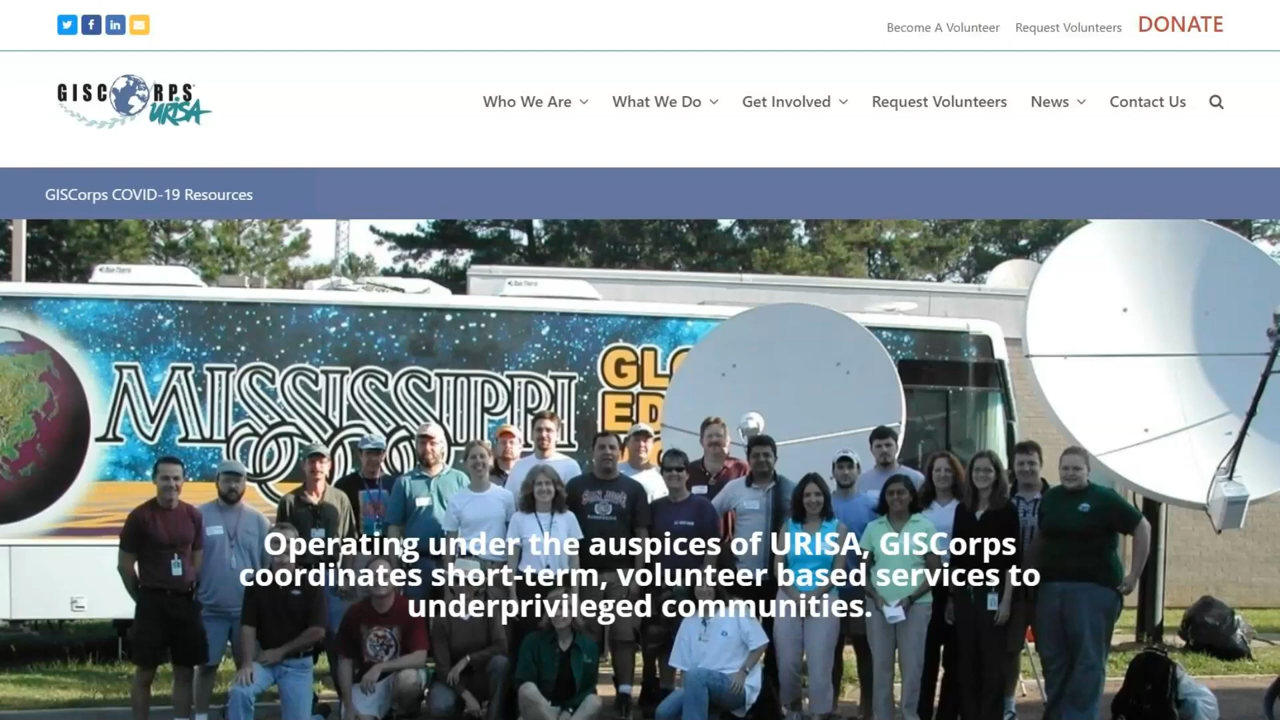 Become A Volunteer
Request Volunteers
DONATE
GISCORPS
URISA
Who We Are
What We Do
Get Involved
Request Volunteers
News
Contact Us
GISCorps COVID-19 Resources
MISSISSIPPI
GL
ED
Operating under the auspices of URISA, GISCorps
coordinates short-term, volunteer based services to
underprivileged communities.